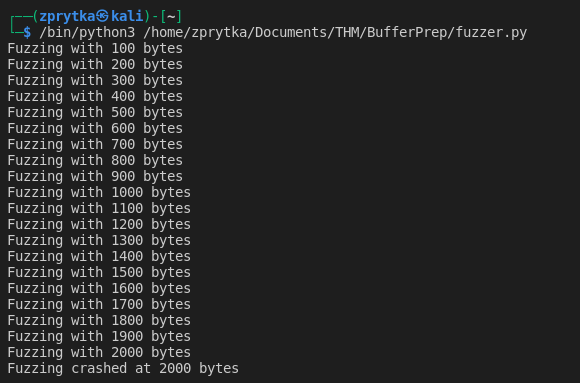 ┌──(zprytka㉿kali)-[~]
└─$ /bin/python3 /home/zprytka/Documents/THM/BufferPrep/fuzzer.py
Fuzzing with 100 bytes
Fuzzing with 200 bytes
Fuzzing with 300 bytes
Fuzzing with 400 bytes
Fuzzing with 500 bytes
Fuzzing with 600 bytes
Fuzzing with 700 bytes
Fuzzing with 800 bytes
Fuzzing with 900 bytes
Fuzzing with 1000 bytes
Fuzzing with 1100 bytes
Fuzzing with 1200 bytes
Fuzzing with 1300 bytes
Fuzzing with 1400 bytes
Fuzzing with 1500 bytes
Fuzzing with 1600 bytes
Fuzzing with 1700 bytes
Fuzzing with 1800 bytes
Fuzzing with 1900 bytes
Fuzzing with 2000 bytes
Fuzzing crashed at 2000 bytes